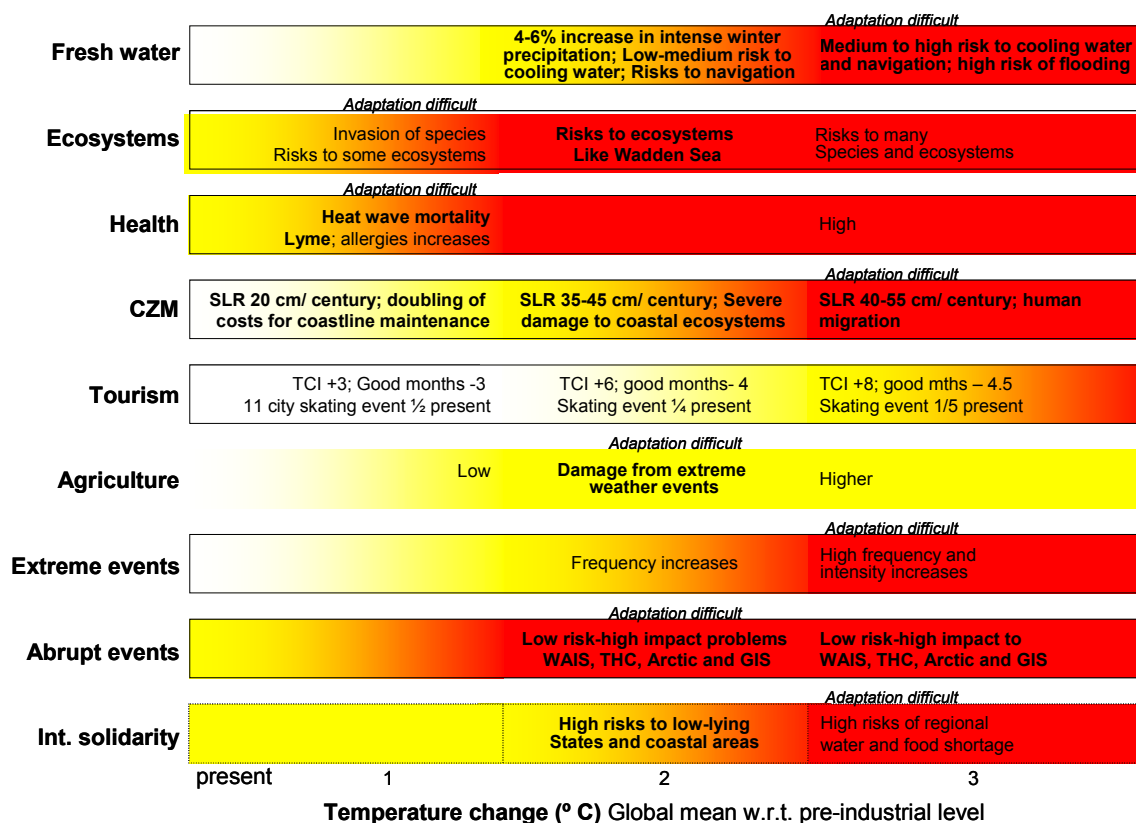 Adaptation difficult
Fresh water
4-6% increase in intense winter
precipitation; Low-medium risk to
cooling water; Risks to navigation
Medium to high risk to cooling water
and navigation; high risk of flooding
Adaptation difficult
Ecosystems
Invasion of species
Risks to some ecosystems
Risks to ecosystems
Like Wadden Sea
Risks to many
Species and ecosystems
Adaptation difficult
Health
Heat wave mortality
Lyme; allergies increases
High
Adaptation difficult
CZM
SLR 20 cm/ century; doubling of
costs for coastline maintenance
SLR 35-45 cm/ century; Severe
damage to coastal ecosystems
SLR 40-55 cm/ century; human
migration
Tourism
TCI +3; Good months -3
11 city skating event ½ present
TCI +6; good months- 4
Skating event ¼ present
TCI +8; good mths – 4.5
Skating event 1/5 present
Adaptation difficult
Agriculture
Low
Damage from extreme
weather events
Higher
Adaptation difficult
Extreme events
Frequency increases
High frequency and
intensity increases
Adaptation difficult
Abrupt events
Low risk-high impact problems
WAIS, THC, Arctic and GIS
Low risk-high impact to
WAIS, THC, Arctic and GIS
Adaptation difficult
Int. solidarity
High risks to low-lying
States and coastal areas
High risks of regional
water and food shortage
present 1 2 3
Temperature change (º C) Global mean w.r.t. pre-industrial level